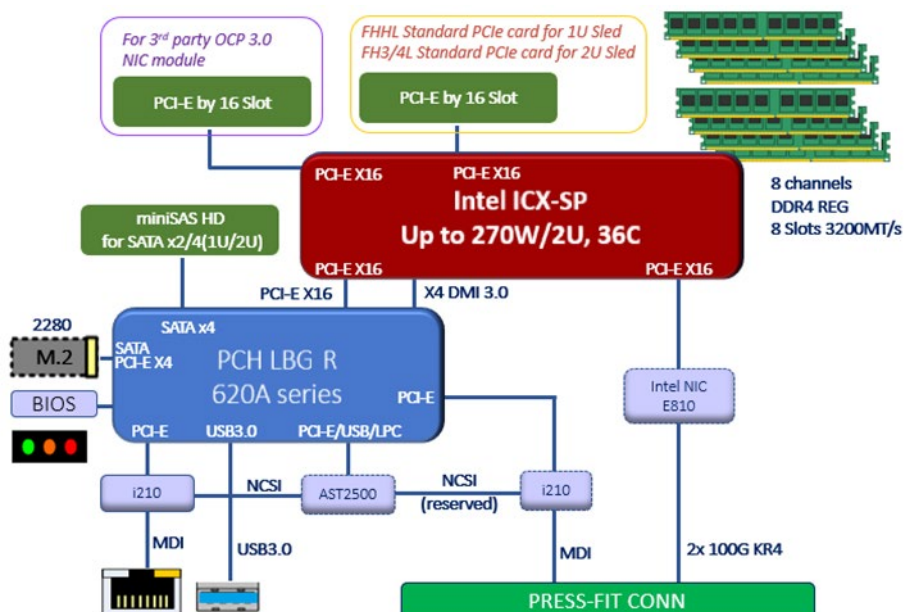 For 3rd party OCP 3.0
NIC module
PCI-E by 16 Slot
FHHL Standard PCIe card for 1U Sled
FH3/4L Standard PCIe card for 2U Sled
PCI-E by 16 Slot
PCI-E X16
PCI-E X16
Intel ICX-SP
Up to 270W/2U, 36C
PCI-E X16
PCI-E X16
8 channels
DDR4 REG
8 Slots 3200MT/s
miniSAS HD
for SATA x2/4(1U/2U)
PCI-E X16
X4 DMI 3.0
SATA x4
2280
M.2
SATA
PCI-E X4
PCH LBG R
620A series
PCI-E
BIOS
PCI-E
USB3.0
PCI-E/USB/LPC
Intel NIC
E810
i210
NCSI
AST2500
NCSI
(reserved)
i210
MDI
USB3.0
MDI
2x 100G KR4
PRESS-FIT CONN